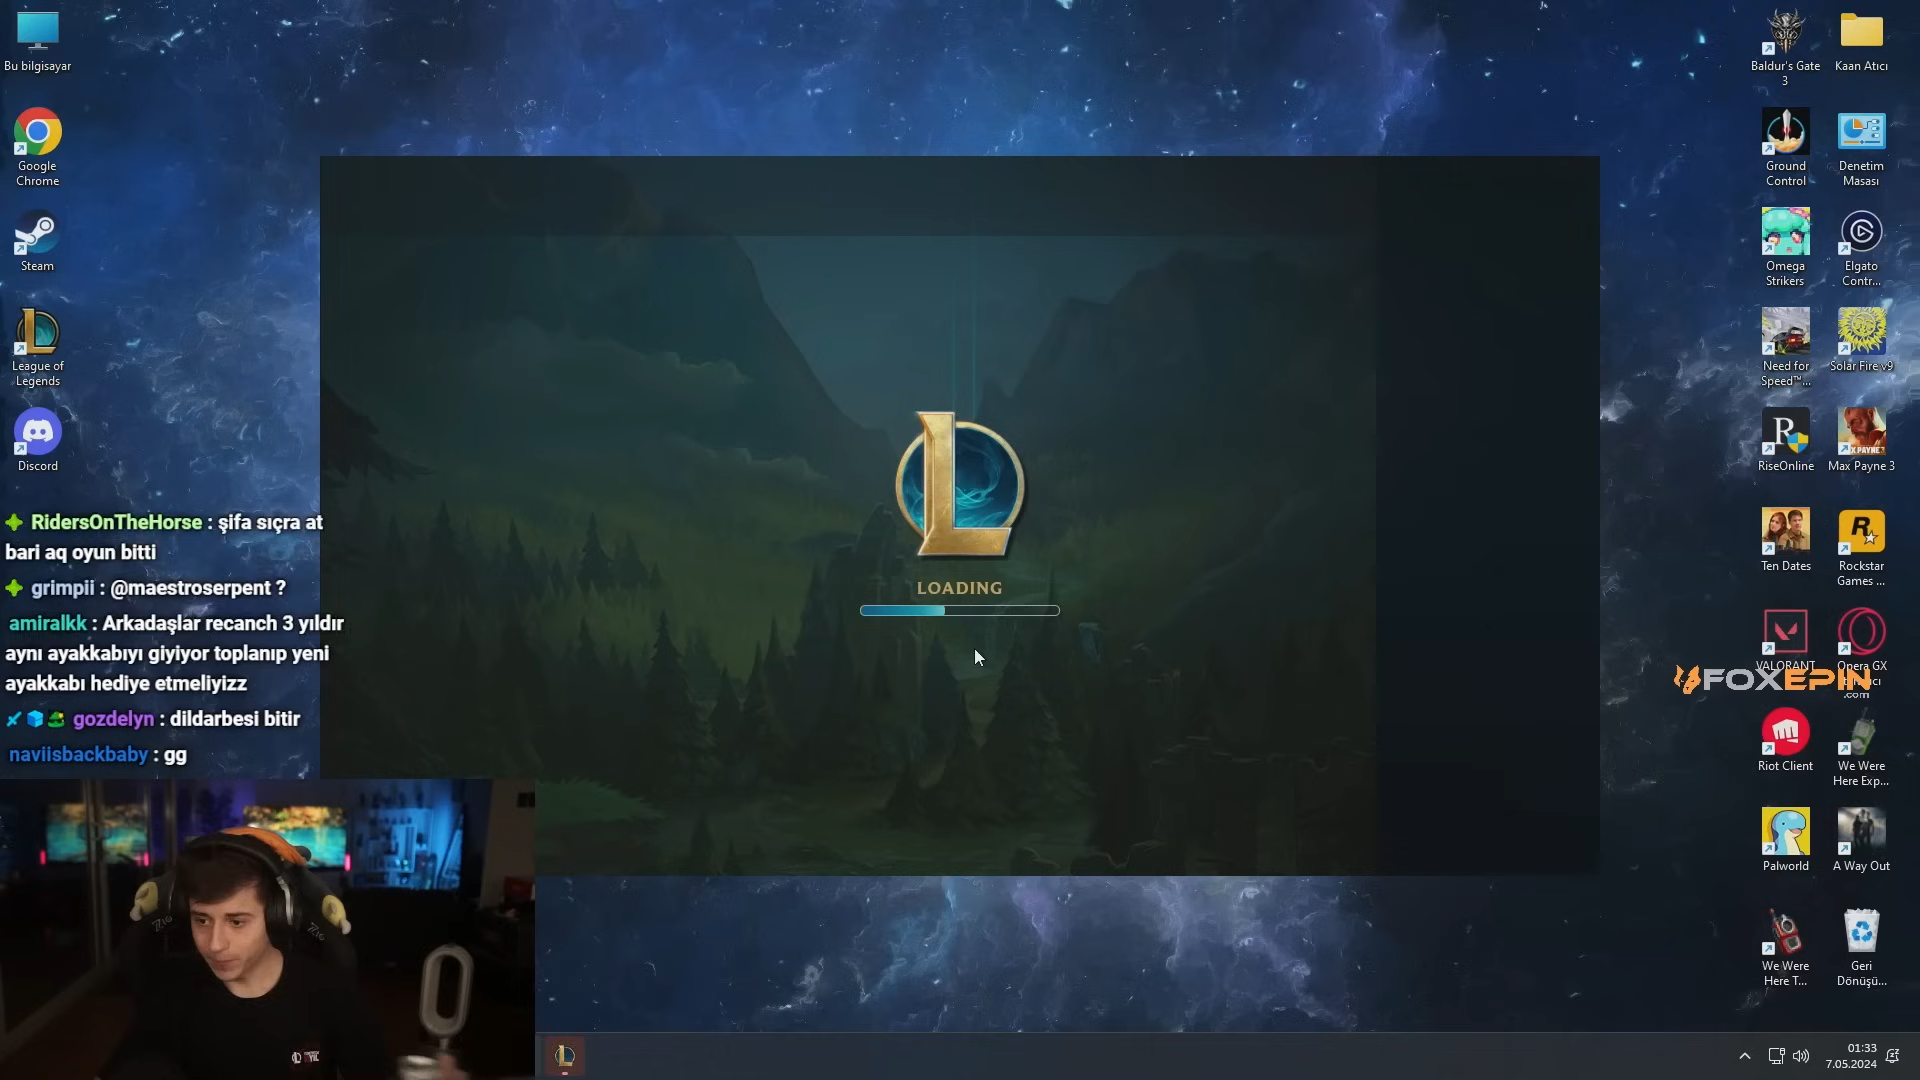 Bu bilgisayar
Google
Chrome
Steam
League of
Legends
Discord
RidersOnTheHorse : şifa sıçra at
bari aq oyun bitti
grimpii : @maestroserpent ?
amiralkk : Arkadaşlar recanch 3 yıldır
aynı ayakkabıyı giyiyor toplanıp yeni
ayakkabı hediye etmeliyizz
gozdelyn : dildarbesi bitir
naviisbackbaby : gg
LOADING
Baldur's Gate
3
Kaan Atıcı
Ground
Control
Denetim
Masası
Omega
Strikers
Elgato
Contr...
Need for
Speed™...
Solar Fire v9
RiseOnline
Max Payne 3
Ten Dates
Rockstar
Games ...
VALORANT
Opera GX
FOXEPIN
.com
Riot Client
We Were
Here Exp...
Palworld
A Way Out
We Were
Here T...
Geri
Dönüşü...
01:33
7.05.2024